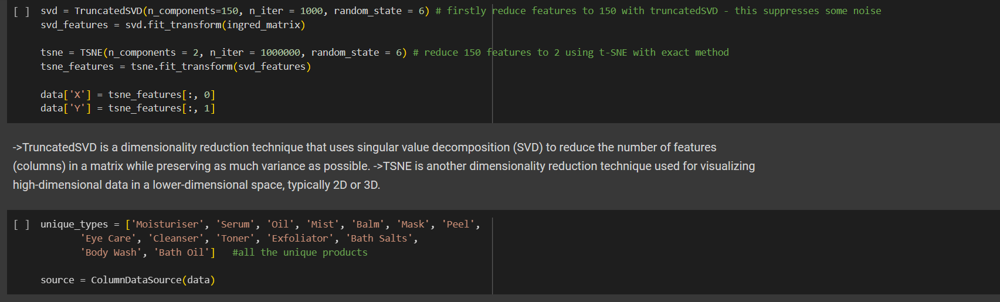 [ ] svd = TruncatedSVD(n_components=150, n_iter = 1000, random_state = 6) # firstly reduce features to 150 with truncatedSVD - this suppresses some noise
svd_features = svd.fit_transform(ingred_matrix)
tsne = TSNE(n_components = 2, n_iter = 1000000, random_state = 6) # reduce 150 features to 2 using t-SNE with exact method
tsne_features = tsne.fit_transform(svd_features)
data['X'] = tsne_features[:, 0]
data['Y'] = tsne_features[:, 1]
->TruncatedSVD is a dimensionality reduction technique that uses singular value decomposition (SVD) to reduce the number of features
(columns) in a matrix while preserving as much variance as possible. ->TSNE is another dimensionality reduction technique used for visualizing
high-dimensional data in a lower-dimensional space, typically 2D or 3D.
[ ] unique_types = ['Moisturiser', 'Serum', 'Oil', 'Mist', 'Balm', 'Mask', 'Peel',
'Eye Care', 'Cleanser', 'Toner', 'Exfoliator', 'Bath Salts',
'Body Wash', 'Bath Oil'] #all the unique products
source = ColumnDataSource(data)